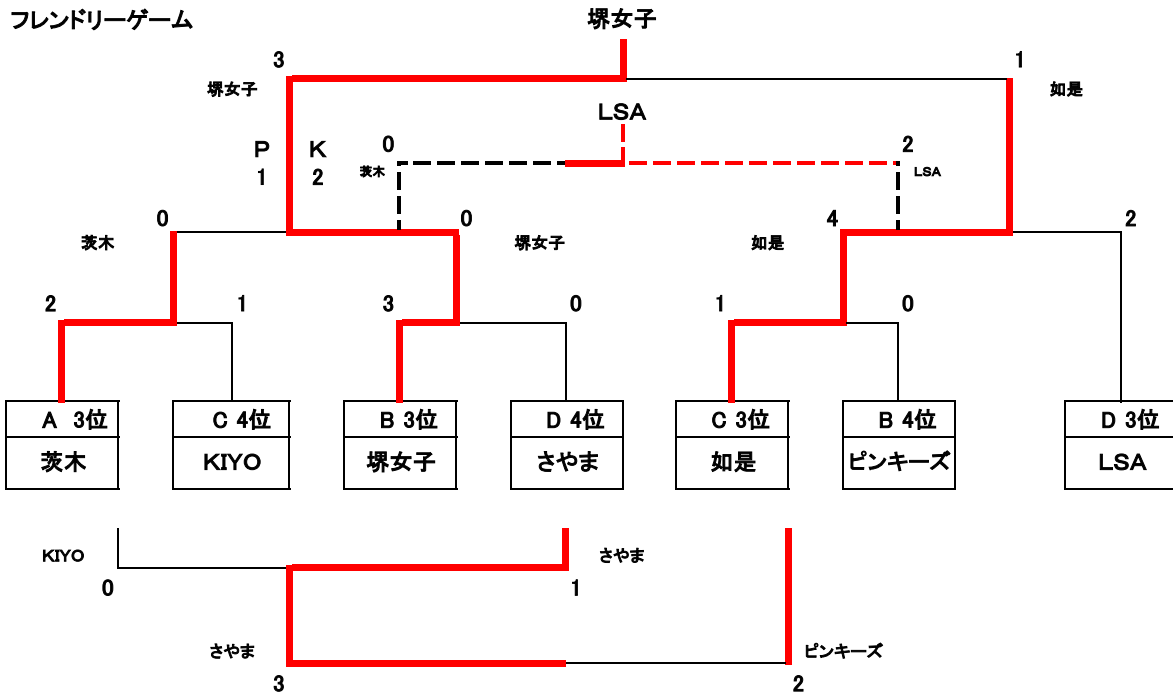 フレンドリーゲーム 堺女子
3 1
堺女子 如是
LSA
P K 0 2
1 2 茨木 LSA
0 0 4 2
茨木 堺女子 如是
2 1 3 0 1 0
A 3位 C 4位 B 3位 D 4位 C 3位 B 4位 D 3位
茨木 KIYO 堺女子 さやま 如是 ピンキーズ LSA
KIYO さやま
0 1
さやま ピンキーズ
3 2